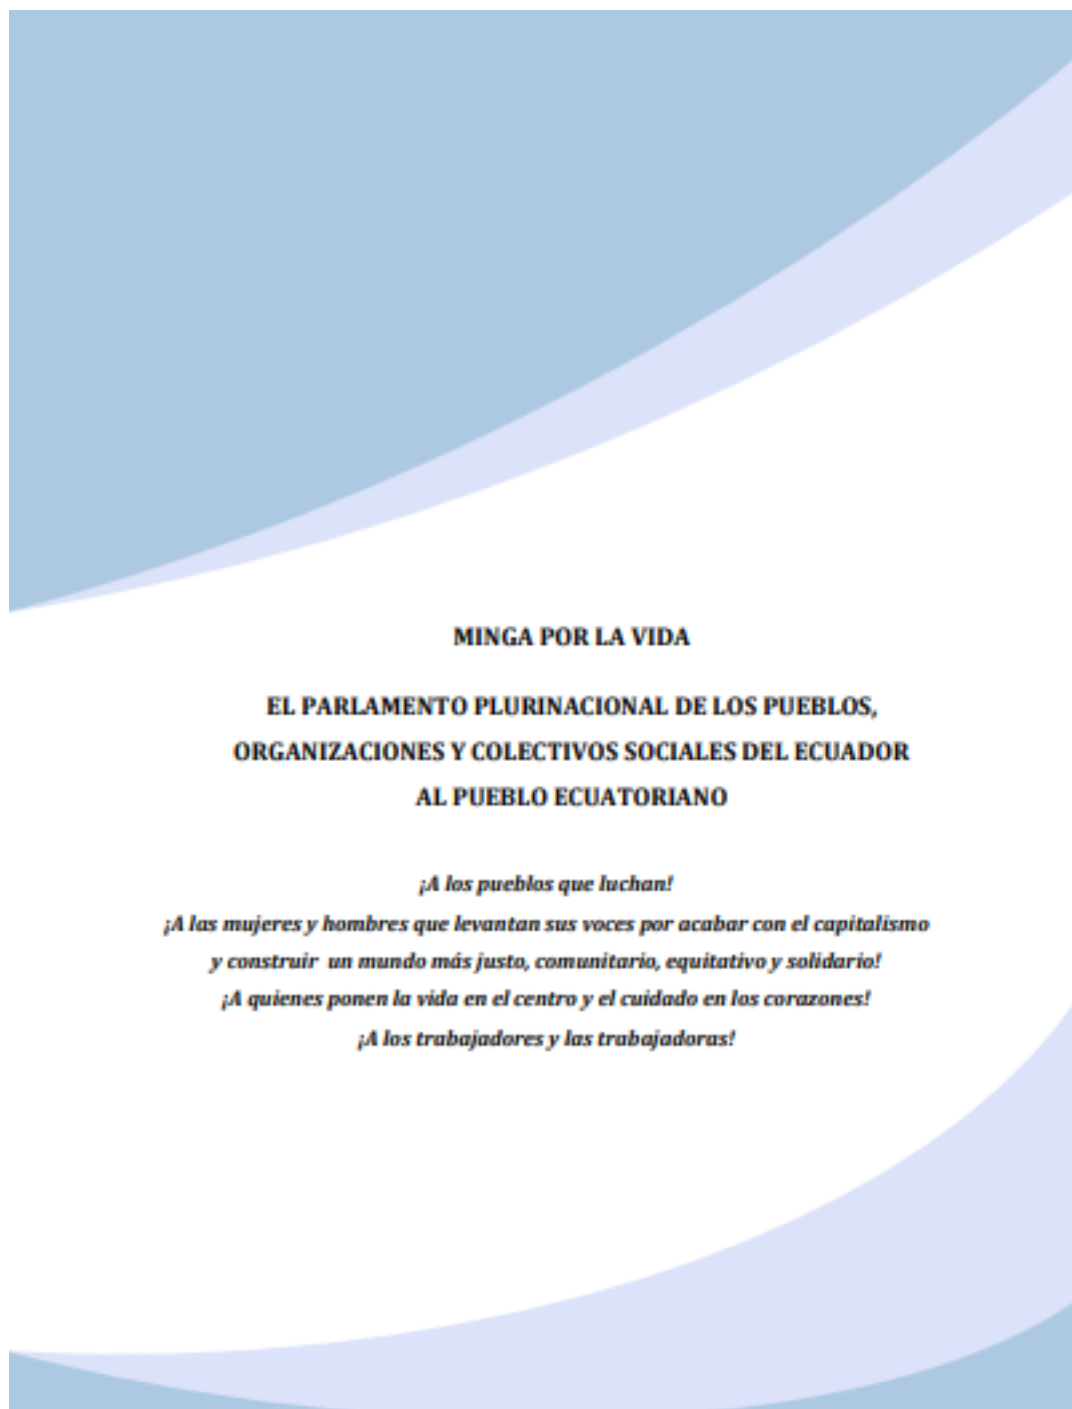 MINGA POR LA VIDA
EL PARLAMENTO PLURINACIONAL DE LOS PUEBLOS,
ORGANIZACIONES Y COLECTIVOS SOCIALES DEL ECUADOR
AL PUEBLO ECUATORIANO
¡A los pueblos que luchan!
¡A las mujeres y hombres que levantan sus voces por acabar con el capitalismo
y construir un mundo más justo, comunitario, equitativo y solidario!
¡A quienes ponen la vida en el centro y el cuidado en los corazones!
¡A los trabajadores y las trabajadoras!